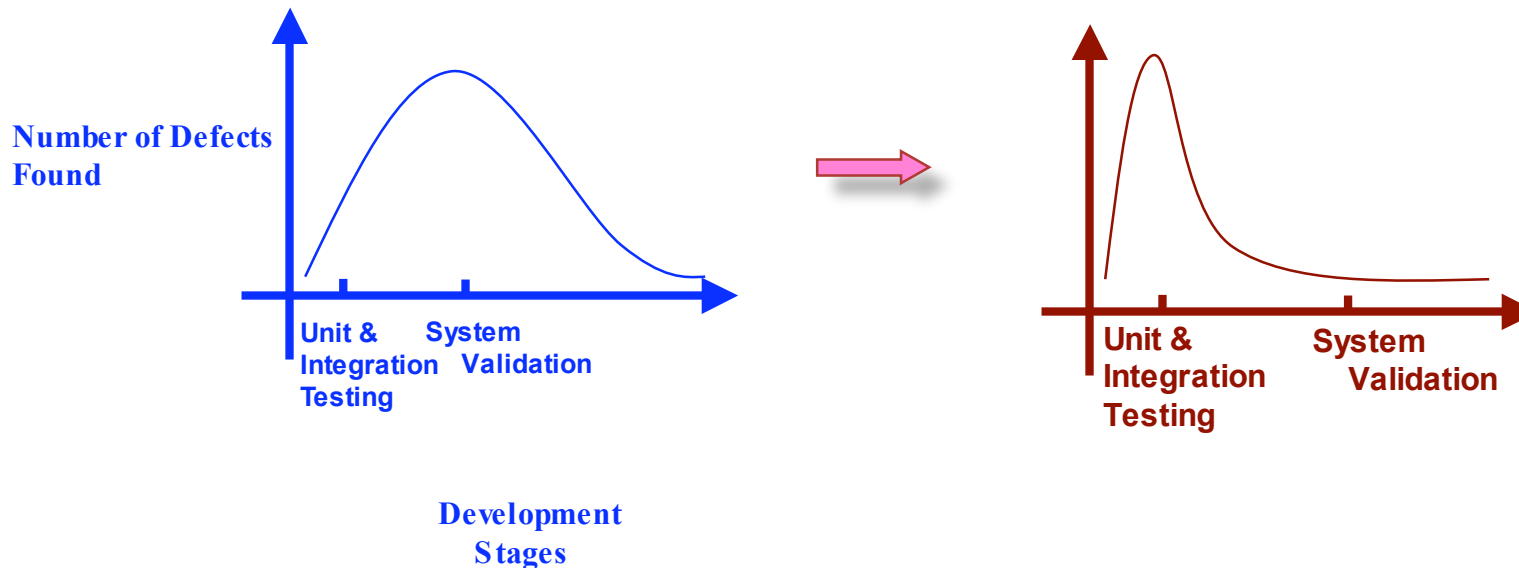 Number of Defects
Found
Unit &
Integration
Testing
System
Validation
Development
Stages
Unit &
Integration
Testing
System
Validation